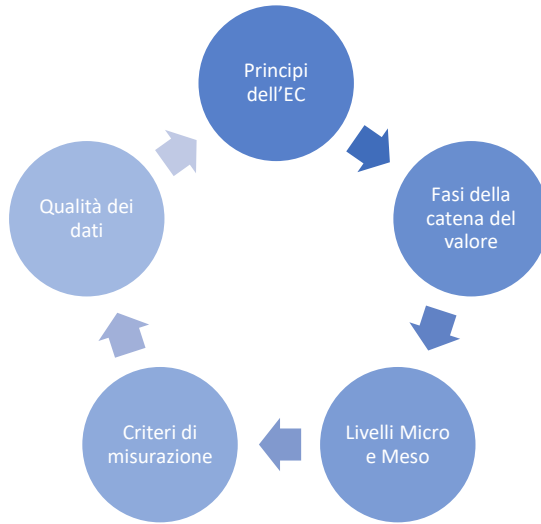 Principi
dell’EC
Fasi della
catena del
valore
Livelli Micro
e Meso
Criteri di
misurazione
Qualità dei
dati